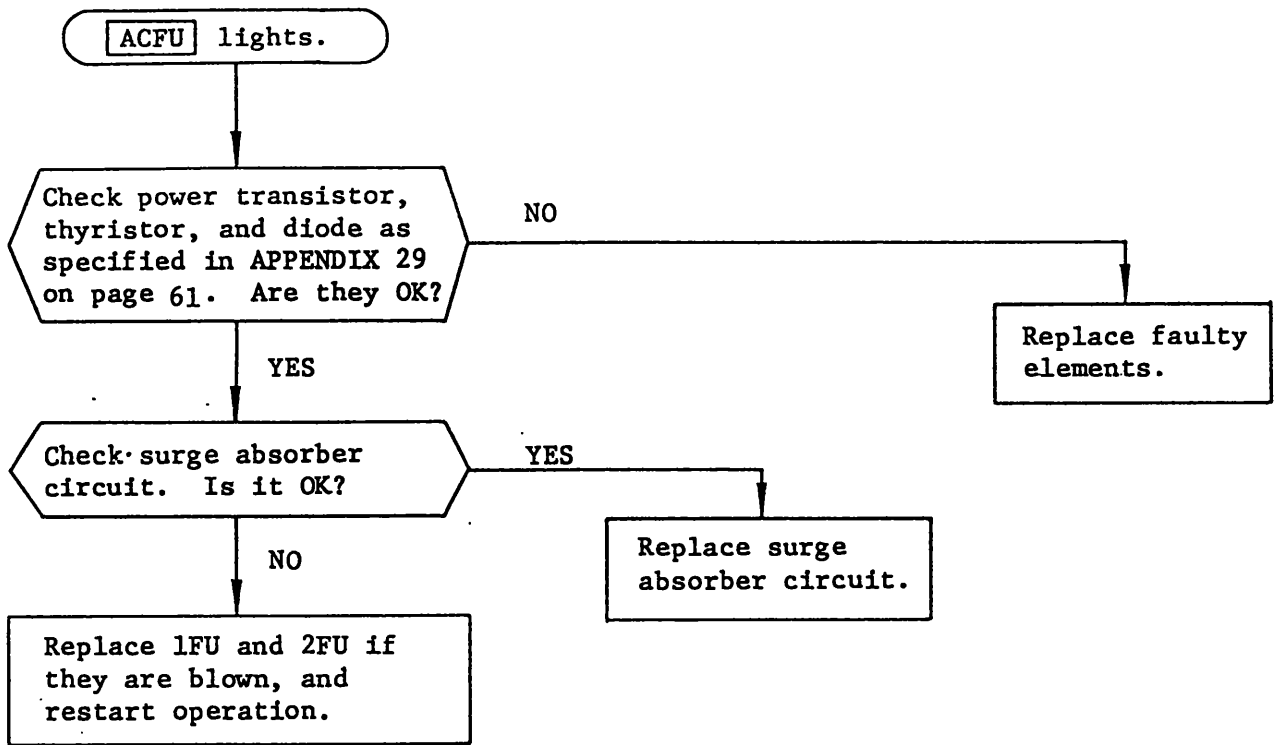 ACFU lights.
Check power transistor,
thyristor, and diode as
specified in APPENDIX 29
on page 61. Are they OK?
NO
Replace faulty
elements.
YES
Check surge absorber
circuit. Is it OK?
YES
Replace surge
absorber circuit.
NO
Replace 1FU and 2FU if
they are blown, and
restart operation.